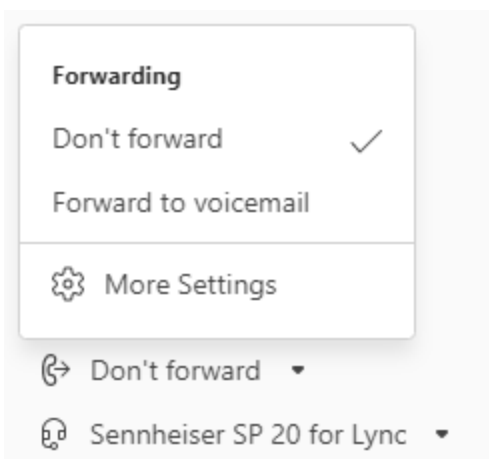 Forwarding
Don't forward
Forward to voicemail
More Settings
Don't forward
Sennheiser SP 20 for Lync